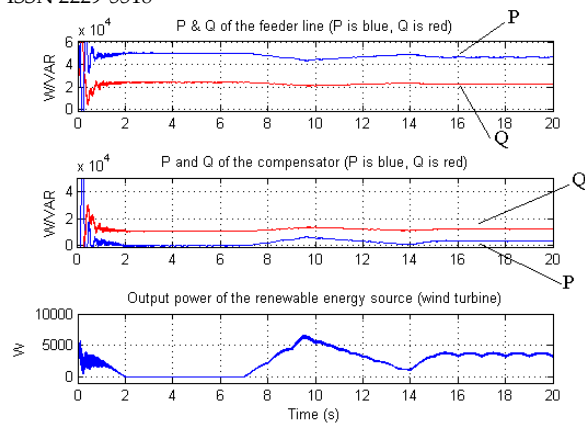 ISSN 2229-5518
P & Q of the feeder line (P is blue, Q is red)
P
x 10^4
6
4
2
0
W/VAR
0 2 4 6 8 10 12 14 16 18 20
Q
P and Q of the compensator (P is blue, Q is red)
Q
x 10^4
4
2
0
W/VAR
0 2 4 6 8 10 12 14 16 18 20
P
Output power of the renewable energy source (wind turbine)
10000
5000
0
W
0 2 4 6 8 10 12 14 16 18 20
Time (s)